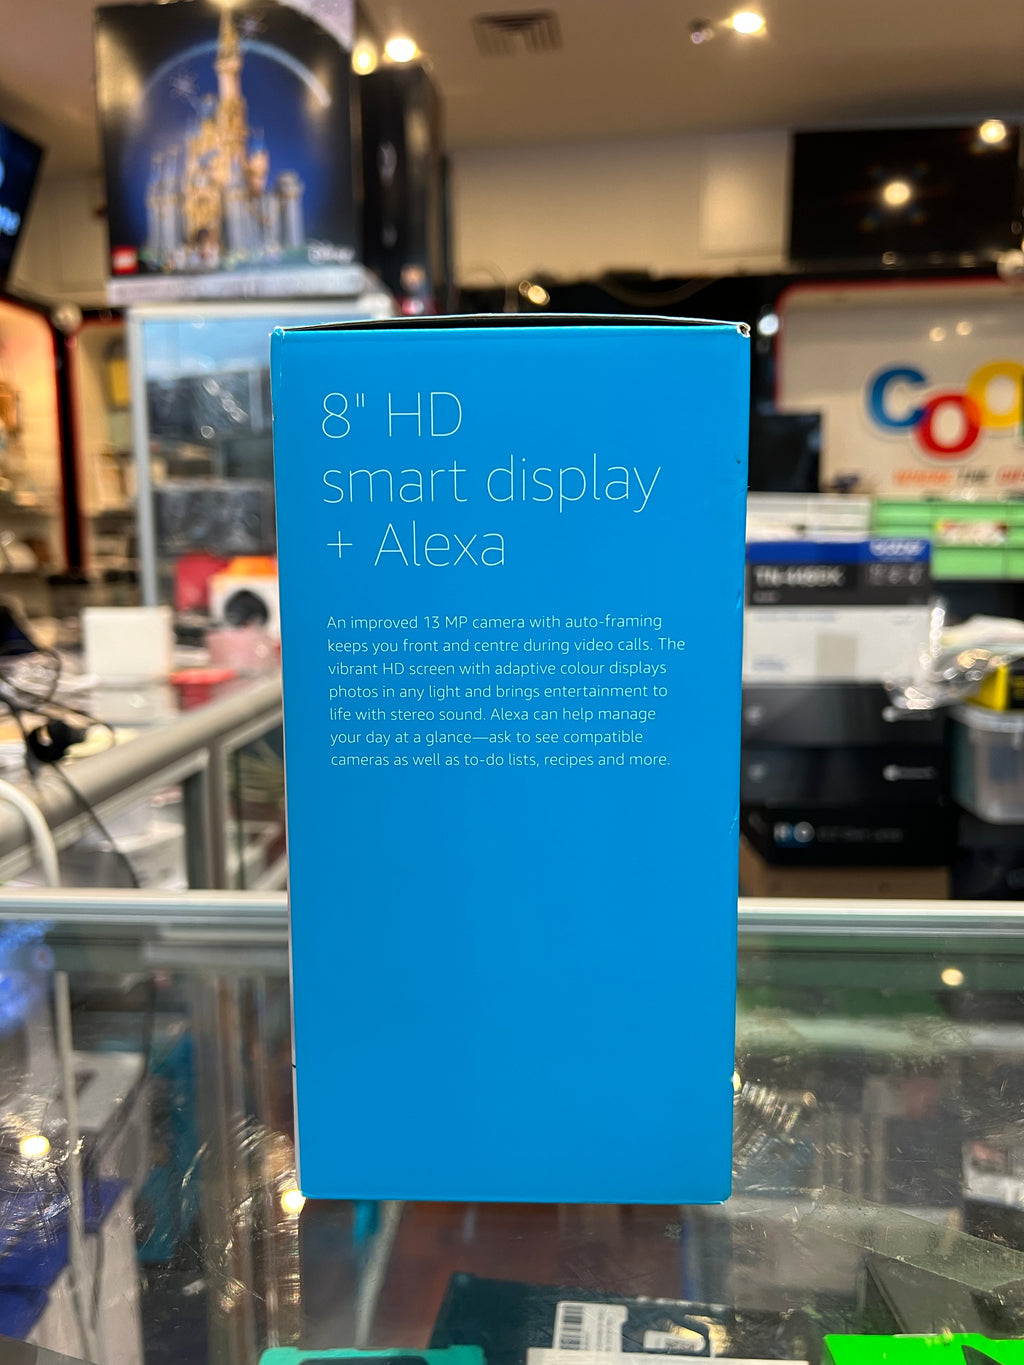 8" HD
smart display
+ Alexa
An improved 13 MP camera with auto-framing
keeps you front and centre during video calls. The
vibrant HD screen with adaptive colour displays
photos in any light and brings entertainment to
life with stereo sound. Alexa can help manage
your day at a glance—ask to see compatible
cameras as well as to-do lists, recipes and more.
Disney